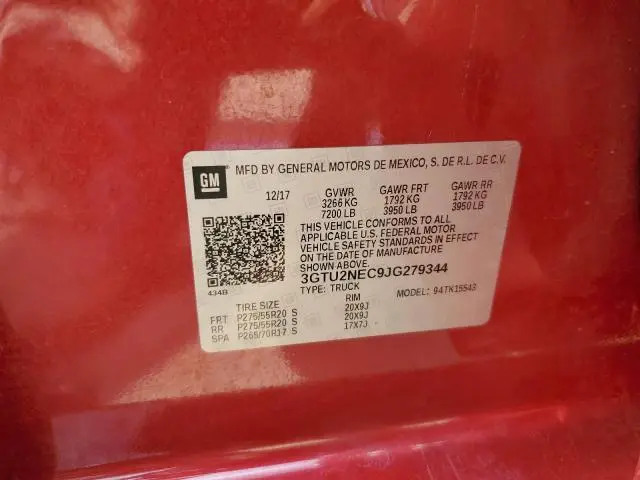 GM
MFD BY GENERAL MOTORS DE MEXICO, S. DE R.L. DE C.V.
12/17 GVWR GAWR FRT GAWR RR
3266 KG 1792 KG 1792 KG
7200 LB 3950 LB 3950 LB
THIS VEHICLE CONFORMS TO ALL
APPLICABLE U.S. FEDERAL MOTOR
VEHICLE SAFETY STANDARDS IN EFFECT
ON THE DATE OF MANUFACTURE
SHOWN ABOVE.
434B 3GTU2NEC9JG279344
TYPE: TRUCK MODEL: 94TK15543
TIRE SIZE RIM
FRT P275/55R20 S 20X9J
RR P275/55R20 S 20X9J
SPA P265/70R17 S 17X7J